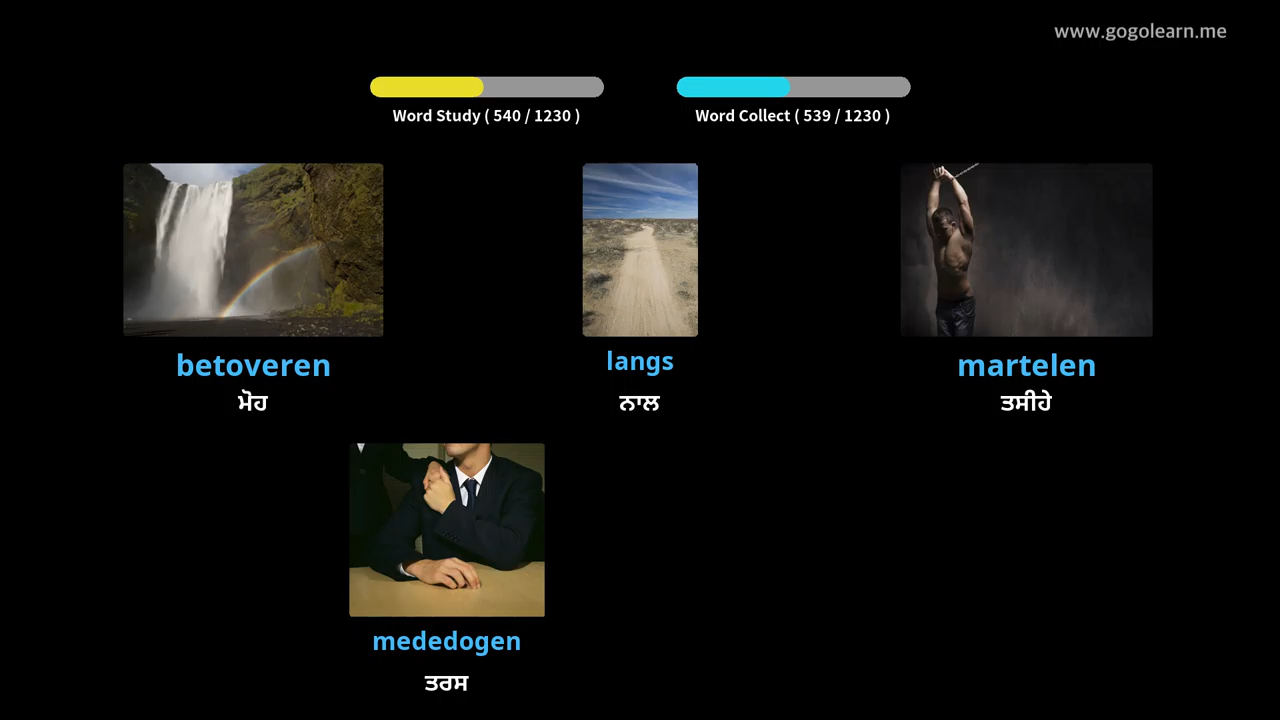 www.gogolearn.me
Word Study ( 540 / 1230 )
Word Collect ( 539 / 1230 )
betoveren
ਮੋਹ
langs
ਨਾਲ
martelen
ਤਸੀਹੇ
mededogen
ਤਰਸ